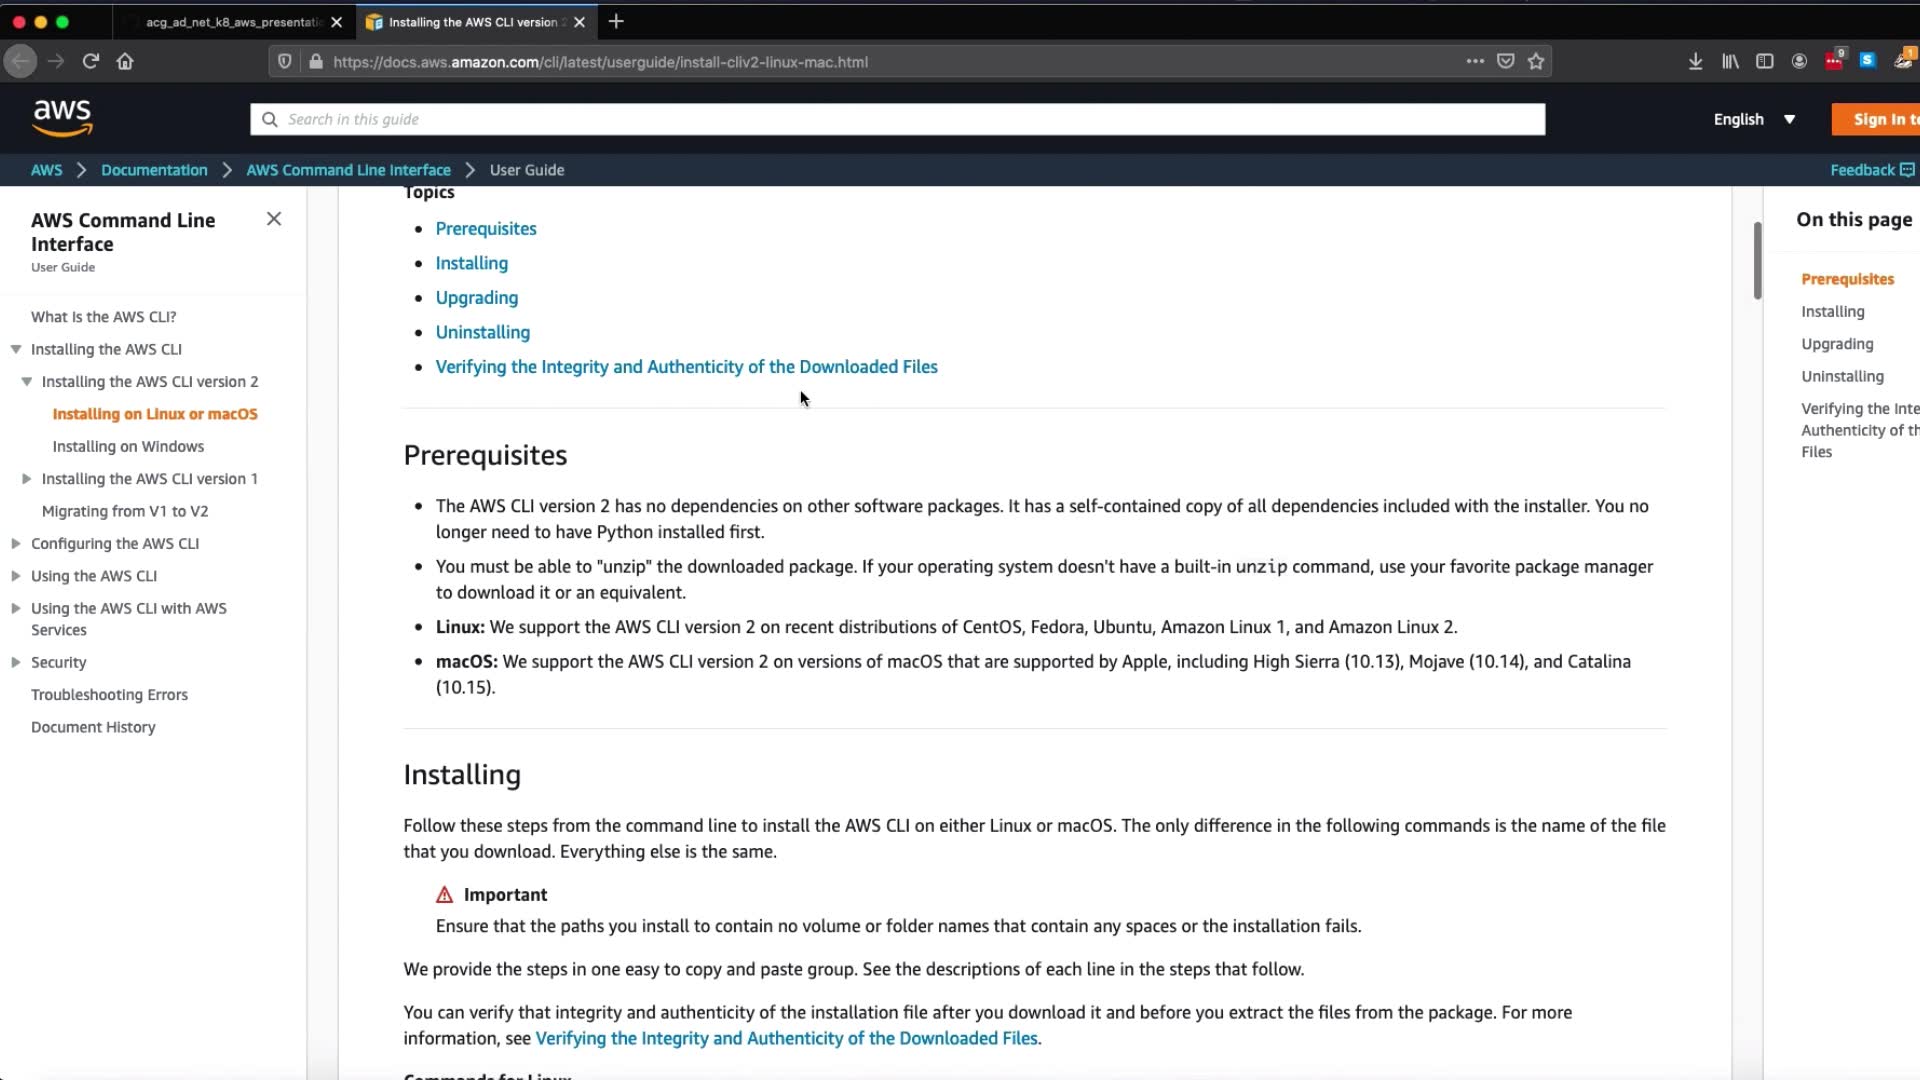 acg_ad_net_k8_aws_presentatic
Installing the AWS CLI version 2
https://docs.aws.amazon.com/cli/latest/userguide/install-cliv2-linux-mac.html
9
S
1
aws
Search in this guide
English
Sign In to
AWS
Documentation
AWS Command Line Interface
User Guide
Feedback
AWS Command Line
Interface
User Guide
What is the AWS CLI?
Installing the AWS CLI
Installing the AWS CLI version 2
Installing on Linux or macOS
Installing on Windows
Installing the AWS CLI version 1
Migrating from V1 to V2
Configuring the AWS CLI
Using the AWS CLI
Using the AWS CLI with AWS
Services
Security
Troubleshooting Errors
Document History
Topics
• Prerequisites
• Installing
• Upgrading
• Uninstalling
• Verifying the Integrity and Authenticity of the Downloaded Files
Prerequisites
• The AWS CLI version 2 has no dependencies on other software packages. It has a self-contained copy of all dependencies included with the installer. You no
longer need to have Python installed first.
• You must be able to "unzip" the downloaded package. If your operating system doesn't have a built-in unzip command, use your favorite package manager
to download it or an equivalent.
• Linux: We support the AWS CLI version 2 on recent distributions of CentOS, Fedora, Ubuntu, Amazon Linux 1, and Amazon Linux 2.
• macOS: We support the AWS CLI version 2 on versions of macOS that are supported by Apple, including High Sierra (10.13), Mojave (10.14), and Catalina
(10.15).
Installing
Follow these steps from the command line to install the AWS CLI on either Linux or macOS. The only difference in the following commands is the name of the file
that you download. Everything else is the same.
Important
Ensure that the paths you install to contain no volume or folder names that contain any spaces or the installation fails.
We provide the steps in one easy to copy and paste group. See the descriptions of each line in the steps that follow.
You can verify that integrity and authenticity of the installation file after you download it and before you extract the files from the package. For more
information, see Verifying the Integrity and Authenticity of the Downloaded Files.
Commands for Linux
On this page
Prerequisites
Installing
Upgrading
Uninstalling
Verifying the Inte
Authenticity of th
Files